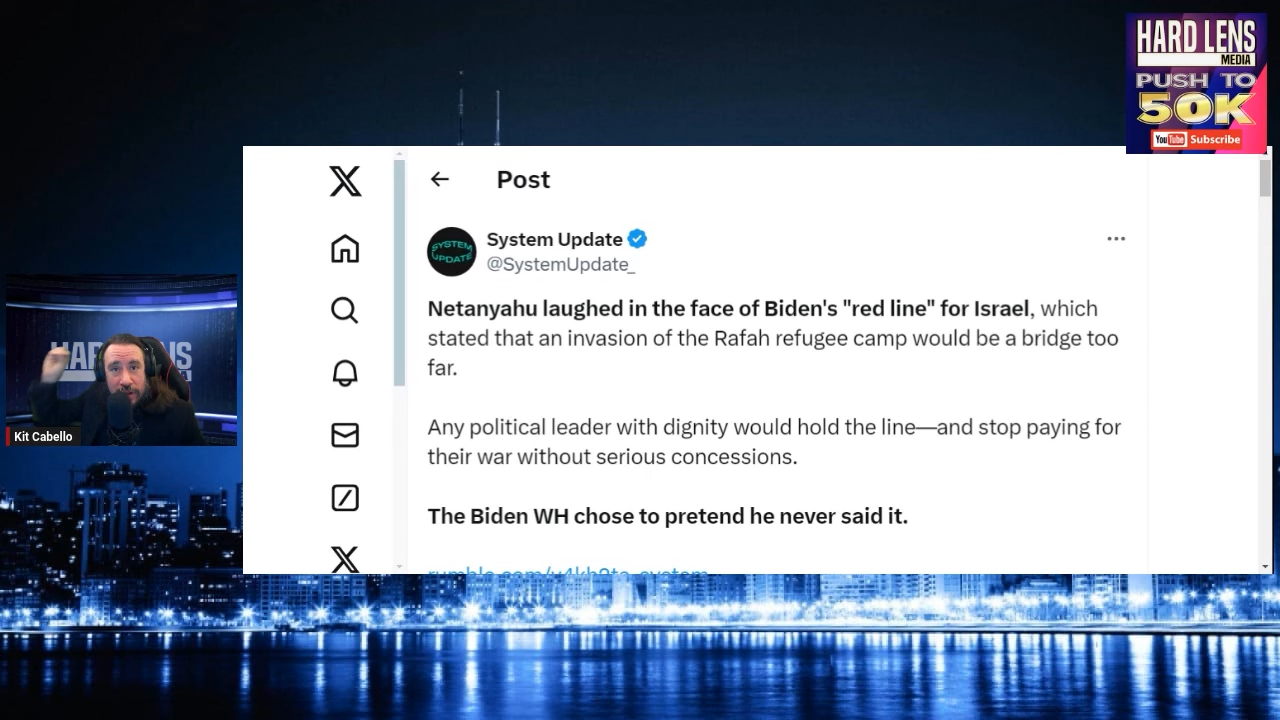 HARD LENS
MEDIA
PUSH TO
50K
YouTube Subscribe
Post
SYSTEM
UPDATE
System Update
@SystemUpdate_
Netanyahu laughed in the face of Biden's "red line" for Israel, which
stated that an invasion of the Rafah refugee camp would be a bridge too
far.
Any political leader with dignity would hold the line—and stop paying for
their war without serious concessions.
The Biden WH chose to pretend he never said it.
Kit Cabello